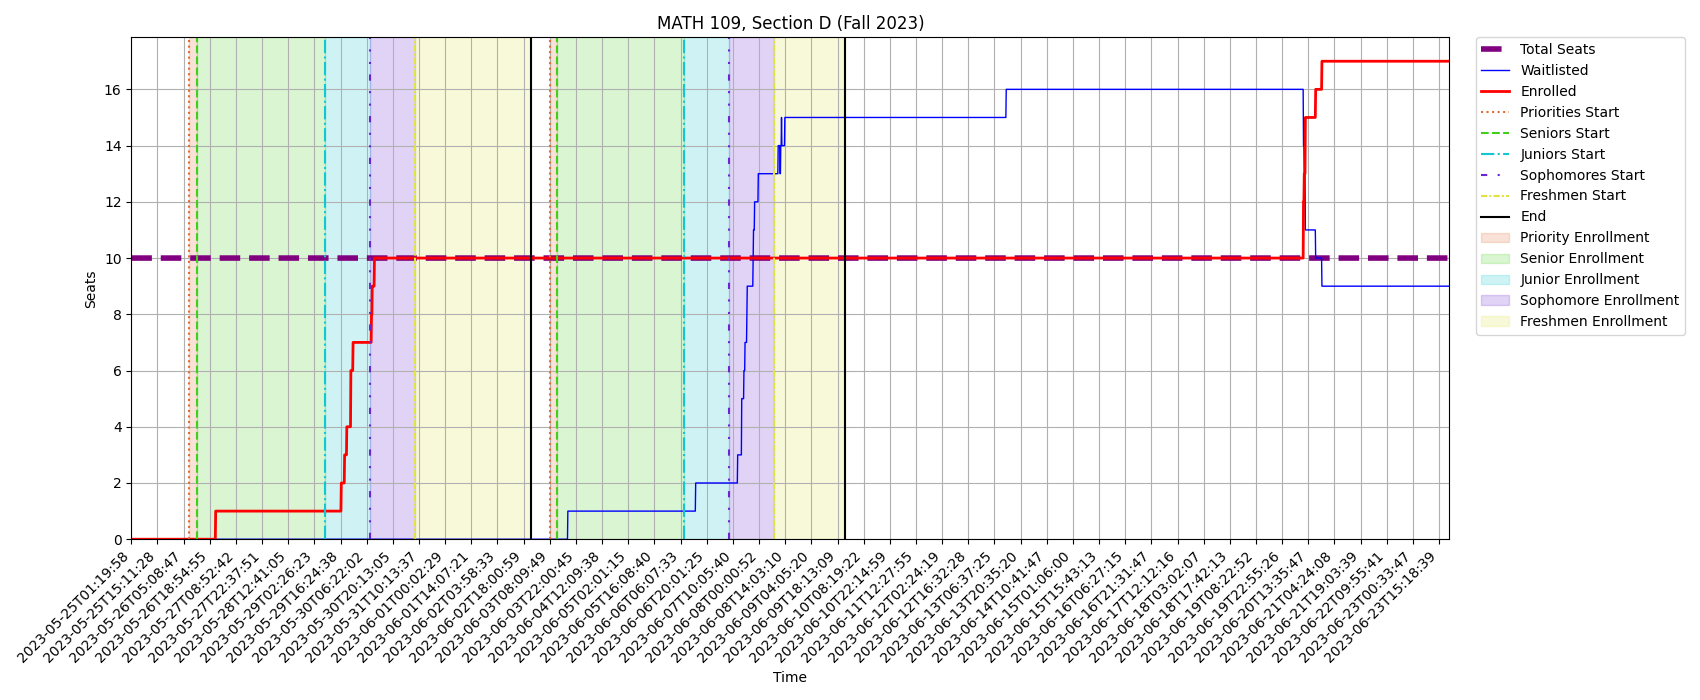 MATH 109, Section D (Fall 2023)
Seats
16
14
12
10
8
6
4
2
0
2023-05-25T01:19:58
2023-05-25T15:11:28
2023-05-26T05:08:47
2023-05-26T18:54:55
2023-05-27T08:52:42
2023-05-27T22:37:51
2023-05-28T12:41:05
2023-05-29T02:26:23
2023-05-29T16:24:38
2023-05-30T06:22:02
2023-05-30T20:13:05
2023-05-31T10:13:37
2023-06-01T00:02:29
2023-06-01T14:07:21
2023-06-02T03:58:33
2023-06-02T18:00:59
2023-06-03T08:09:49
2023-06-03T22:00:45
2023-06-04T12:09:38
2023-06-05T02:01:15
2023-06-05T16:08:40
2023-06-06T06:07:33
2023-06-06T20:01:25
2023-06-07T10:05:40
2023-06-08T00:00:52
2023-06-08T14:03:10
2023-06-09T04:05:20
2023-06-09T18:13:09
2023-06-10T08:19:22
2023-06-10T22:14:59
2023-06-11T12:27:55
2023-06-12T02:24:19
2023-06-12T16:32:28
2023-06-13T06:37:25
2023-06-13T20:35:20
2023-06-14T10:41:47
2023-06-15T01:06:00
2023-06-15T15:43:13
2023-06-16T06:27:15
2023-06-16T21:31:47
2023-06-17T12:12:16
2023-06-18T03:02:07
2023-06-18T17:42:13
2023-06-19T08:22:52
2023-06-19T22:55:26
2023-06-20T13:35:47
2023-06-21T04:24:08
2023-06-21T19:03:39
2023-06-22T09:55:41
2023-06-23T00:33:47
2023-06-23T15:18:39
Time
Total Seats
Waitlisted
Enrolled
Priorities Start
Seniors Start
Juniors Start
Sophomores Start
Freshmen Start
End
Priority Enrollment
Senior Enrollment
Junior Enrollment
Sophomore Enrollment
Freshmen Enrollment